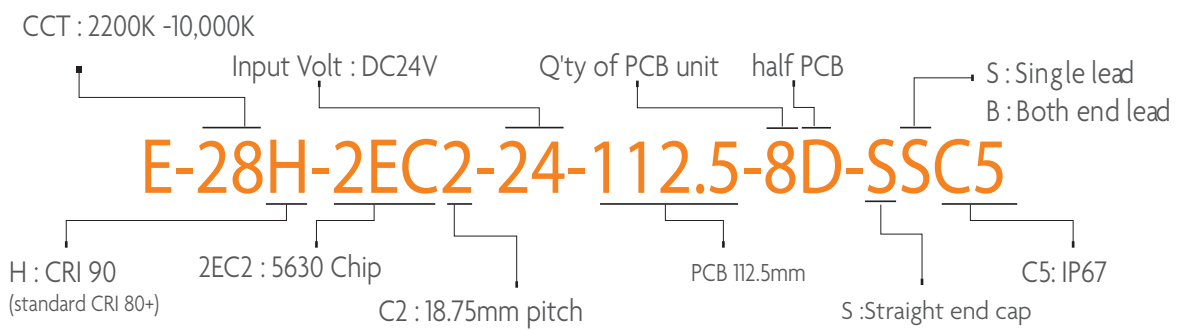 CCT : 2200K -10,000K
Input Volt : DC24V
Q'ty of PCB unit
half PCB
S : Single lead
B : Both end lead
E-28H-2EC2-24-112.5-8D-SSC5
H : CRI 90
(standard CRI 80+)
2EC2 : 5630 Chip
C2 : 18.75mm pitch
PCB 112.5mm
S :Straight end cap
C5: IP67